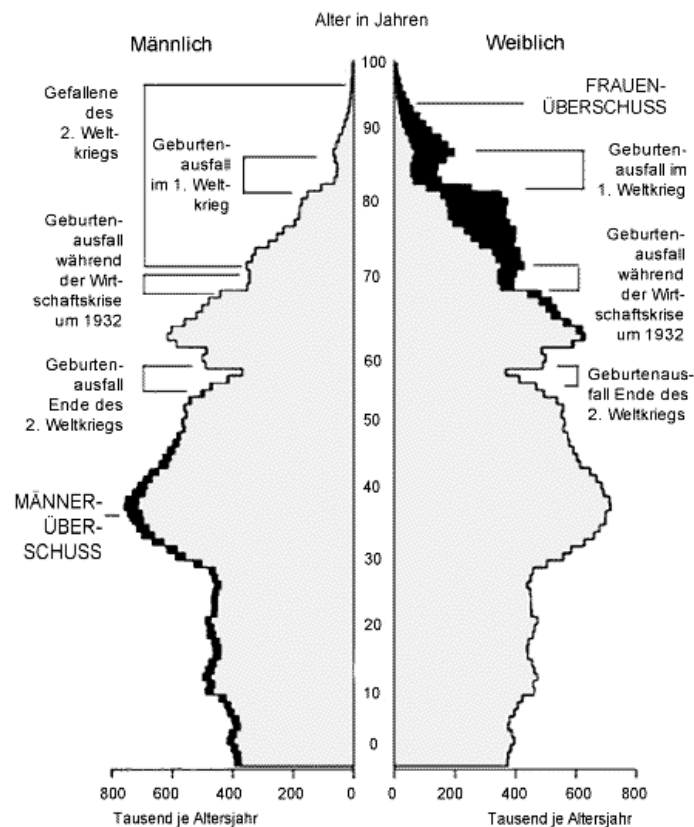 Alter in Jahren
Männlich
Weiblich
Gefallene
des
2. Welt-
kriegs
Geburten-
ausfall
im 1. Welt-
krieg
Geburten-
ausfall
während
der Wirt-
schaftskrise
um 1932
Geburten-
ausfall
Ende des
2. Weltkriegs
MÄNNER-
ÜBER-
SCHUSS
100
90
80
70
60
50
40
30
20
10
0
FRAUEN-
ÜBERSCHUSS
Geburten-
ausfall im
1. Weltkrieg
Geburten-
ausfall
während
der Wirt-
schaftskrise
um 1932
Geburtenaus-
fall Ende des
2. Weltkriegs
800 600 400 200 0
0 200 400 600 800
Tausend je Altersjahr
Tausend je Altersjahr